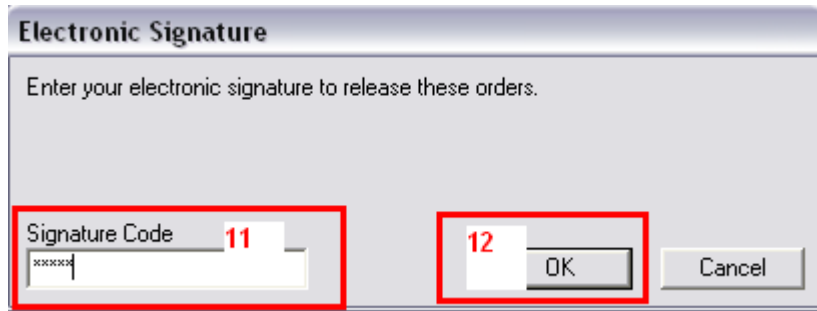 Electronic Signature
Enter your electronic signature to release these orders.
Signature Code 11
*****
12
OK Cancel